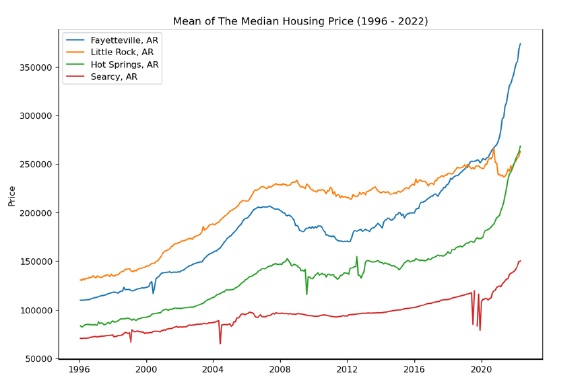 Mean of The Median Housing Price (1996 - 2022)
Fayetteville, AR
Little Rock, AR
Hot Springs, AR
Searcy, AR
350000
300000
250000
200000
150000
100000
50000
Price
1996
2000
2004
2008
2012
2016
2020